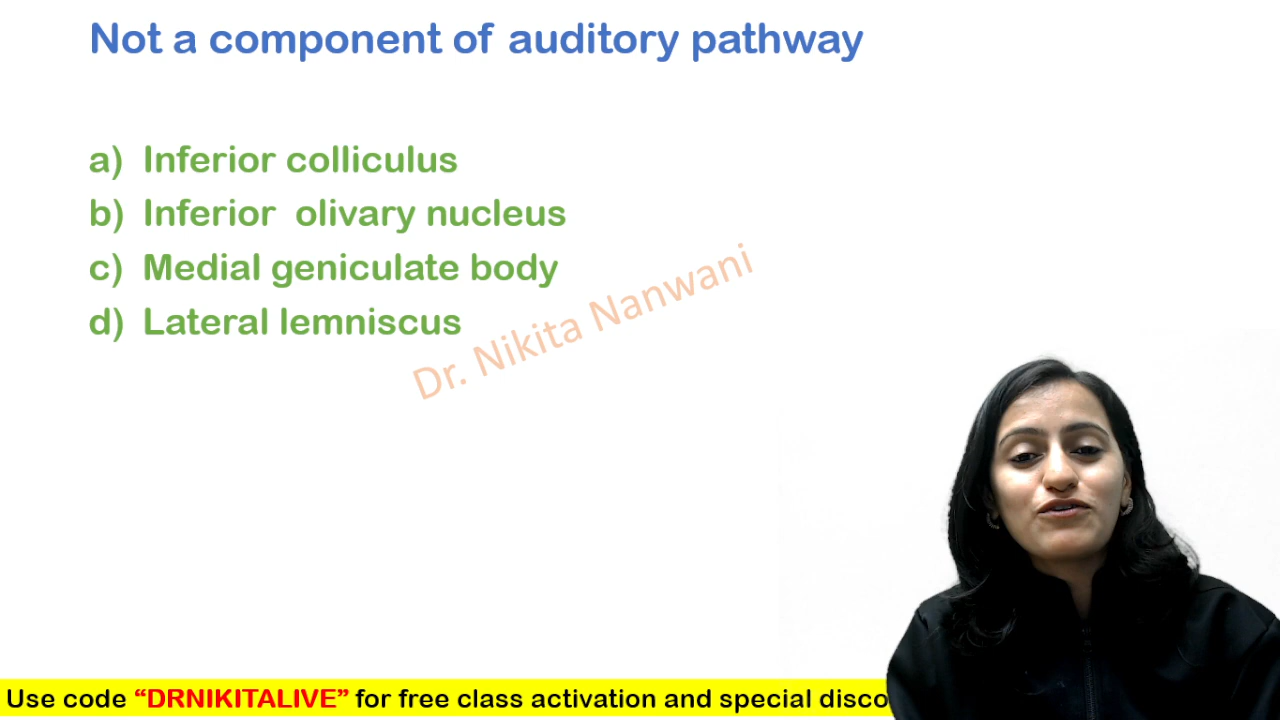 Not a component of auditory pathway
a) Inferior colliculus
b) Inferior olivary nucleus
c) Medial geniculate body
d) Lateral lemniscus
Dr. Nikita Nanwani
Use code “DRNIKITALIVE” for free class activation and special disco